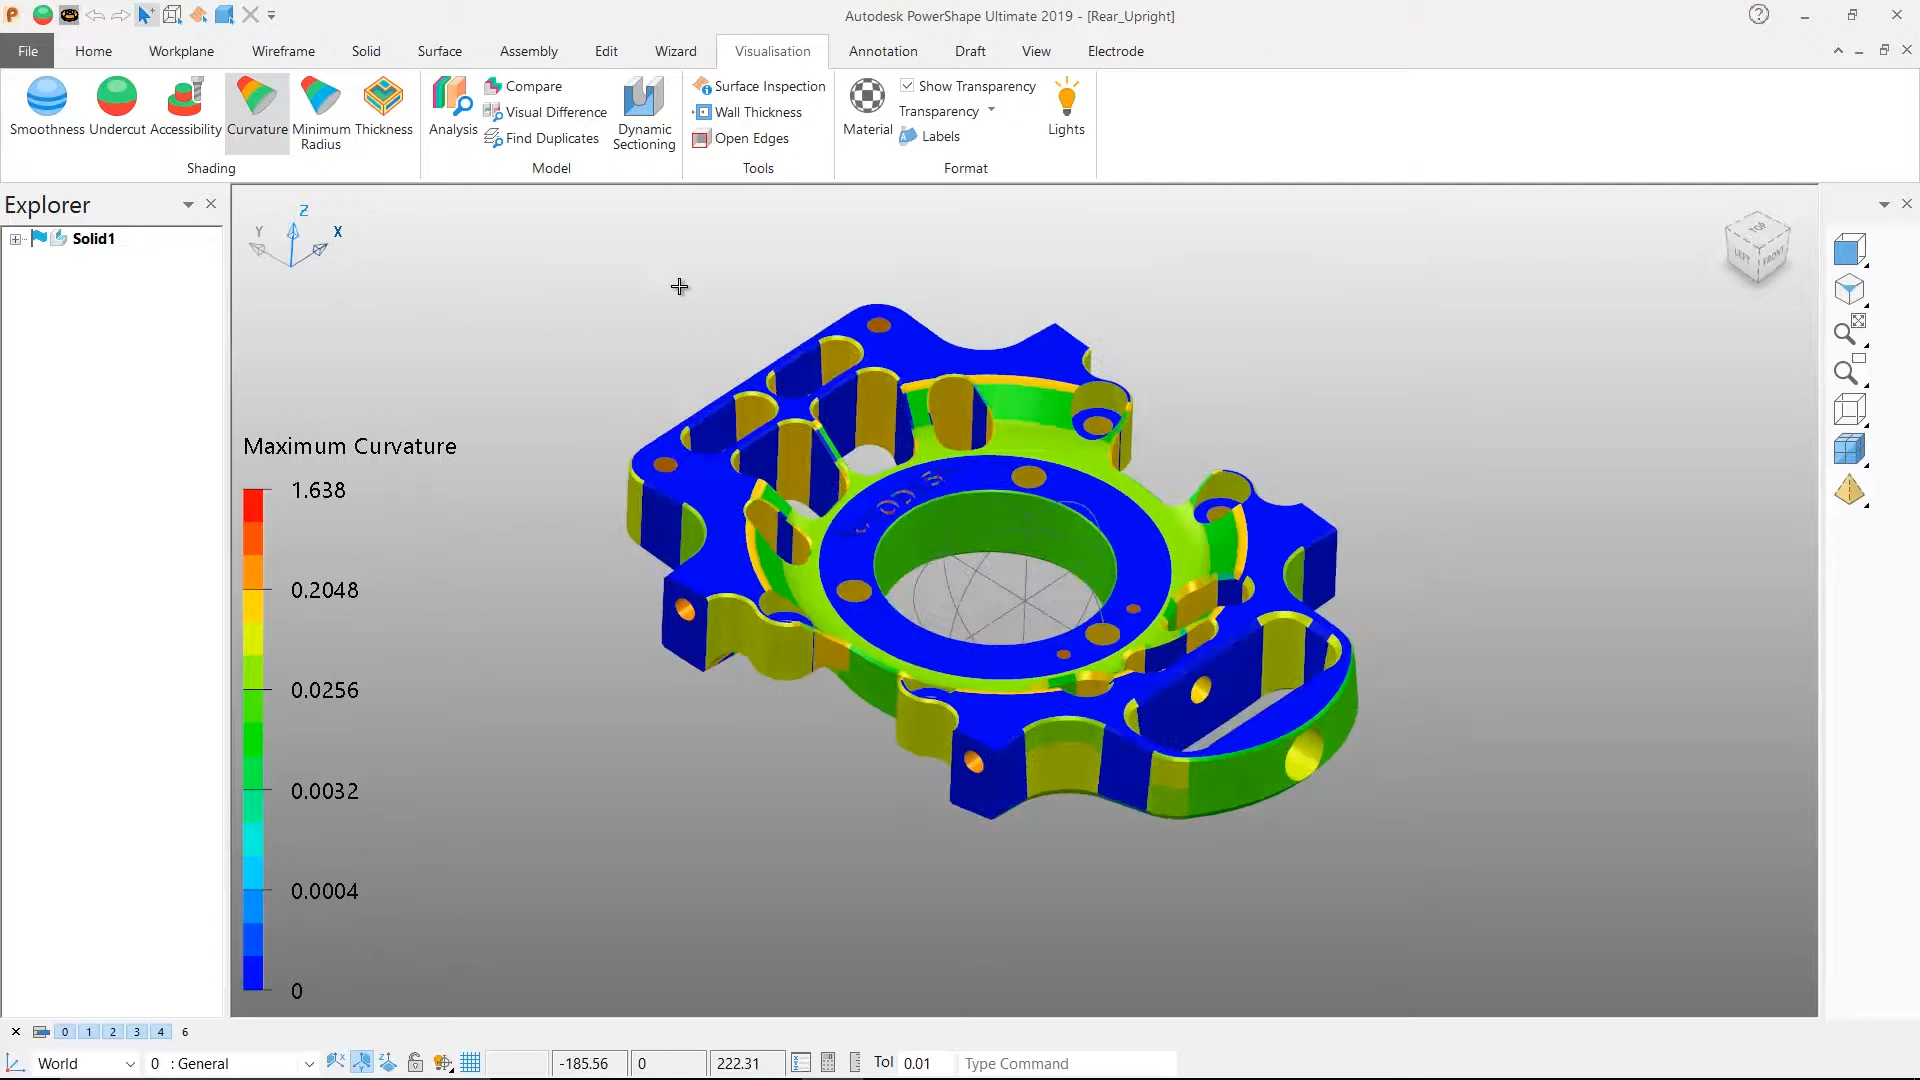 Autodesk PowerShape Ultimate 2019 - [Rear_Upright]
File Home Workplane Wireframe Solid Surface Assembly Edit Wizard Visualisation Annotation Draft View Electrode
Smoothness Undercut Accessibility Curvature Minimum Radius Thickness
Shading
Analysis
Compare
Visual Difference
Find Duplicates
Dynamic Sectioning
Model
Surface Inspection
Wall Thickness
Open Edges
Tools
Material
Show Transparency
Transparency
Labels
Lights
Format
Explorer
Solid1
Z
Y
X
TOP
LEFT
FRONT
Maximum Curvature
1.638
0.2048
0.0256
0.0032
0.0004
0
0 1 2 3 4 6
World 0 : General -185.56 0 222.31 Tol 0.01 Type Command